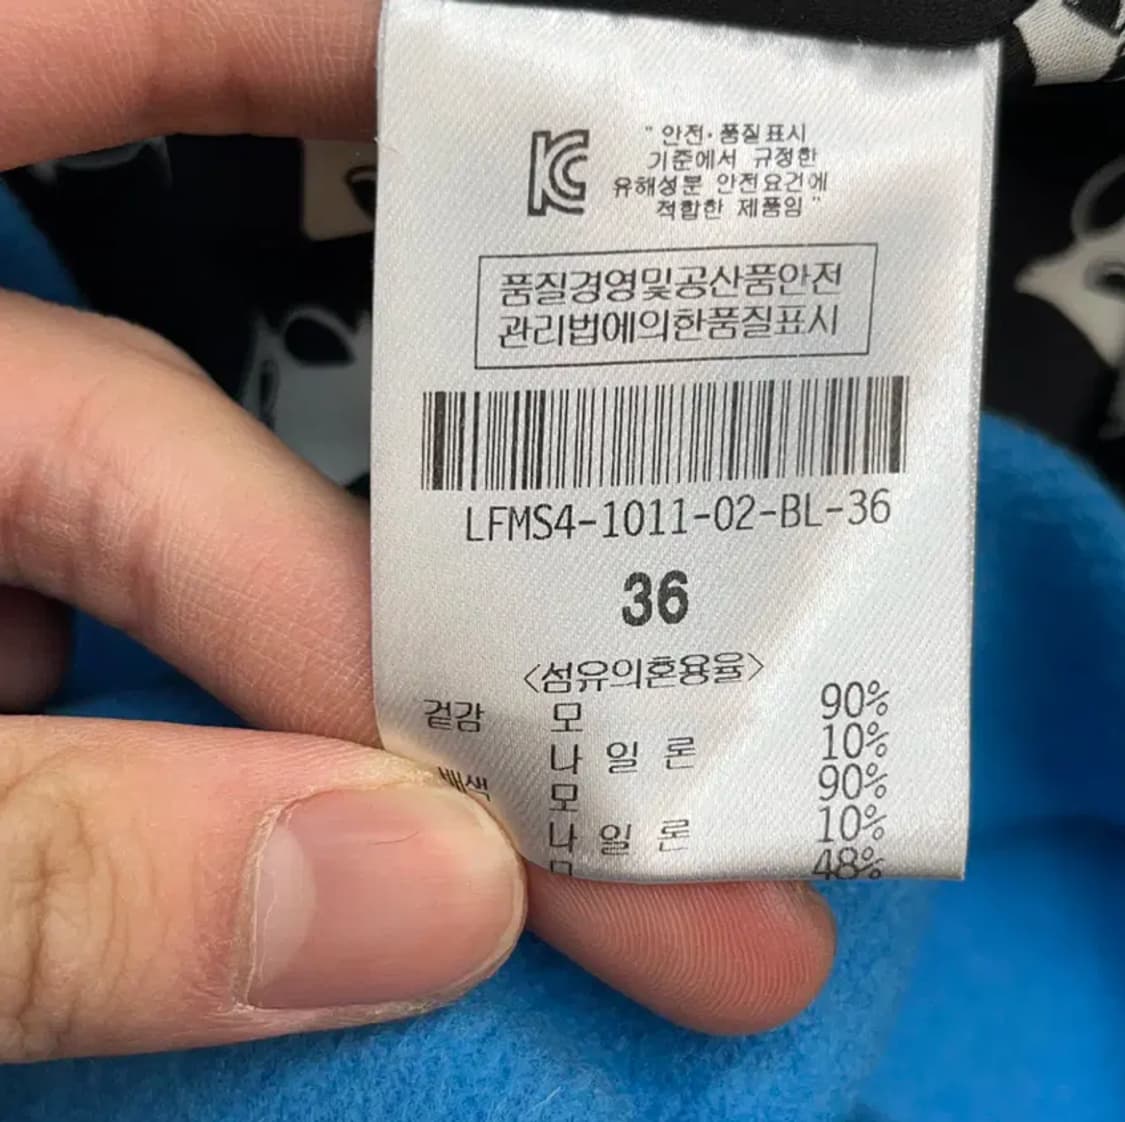 KC
" 안전·품질표시
기준에서 규정한
유해성분 안전요건에
적합한 제품임 "
품질경영및공산품안전
관리법에의한품질표시
LFMS4-1011-02-BL-36
36
<섬유의혼용율>
겉감 모 90%
나 일 론 10%
배색 모 90%
나 일 론 10%
48%